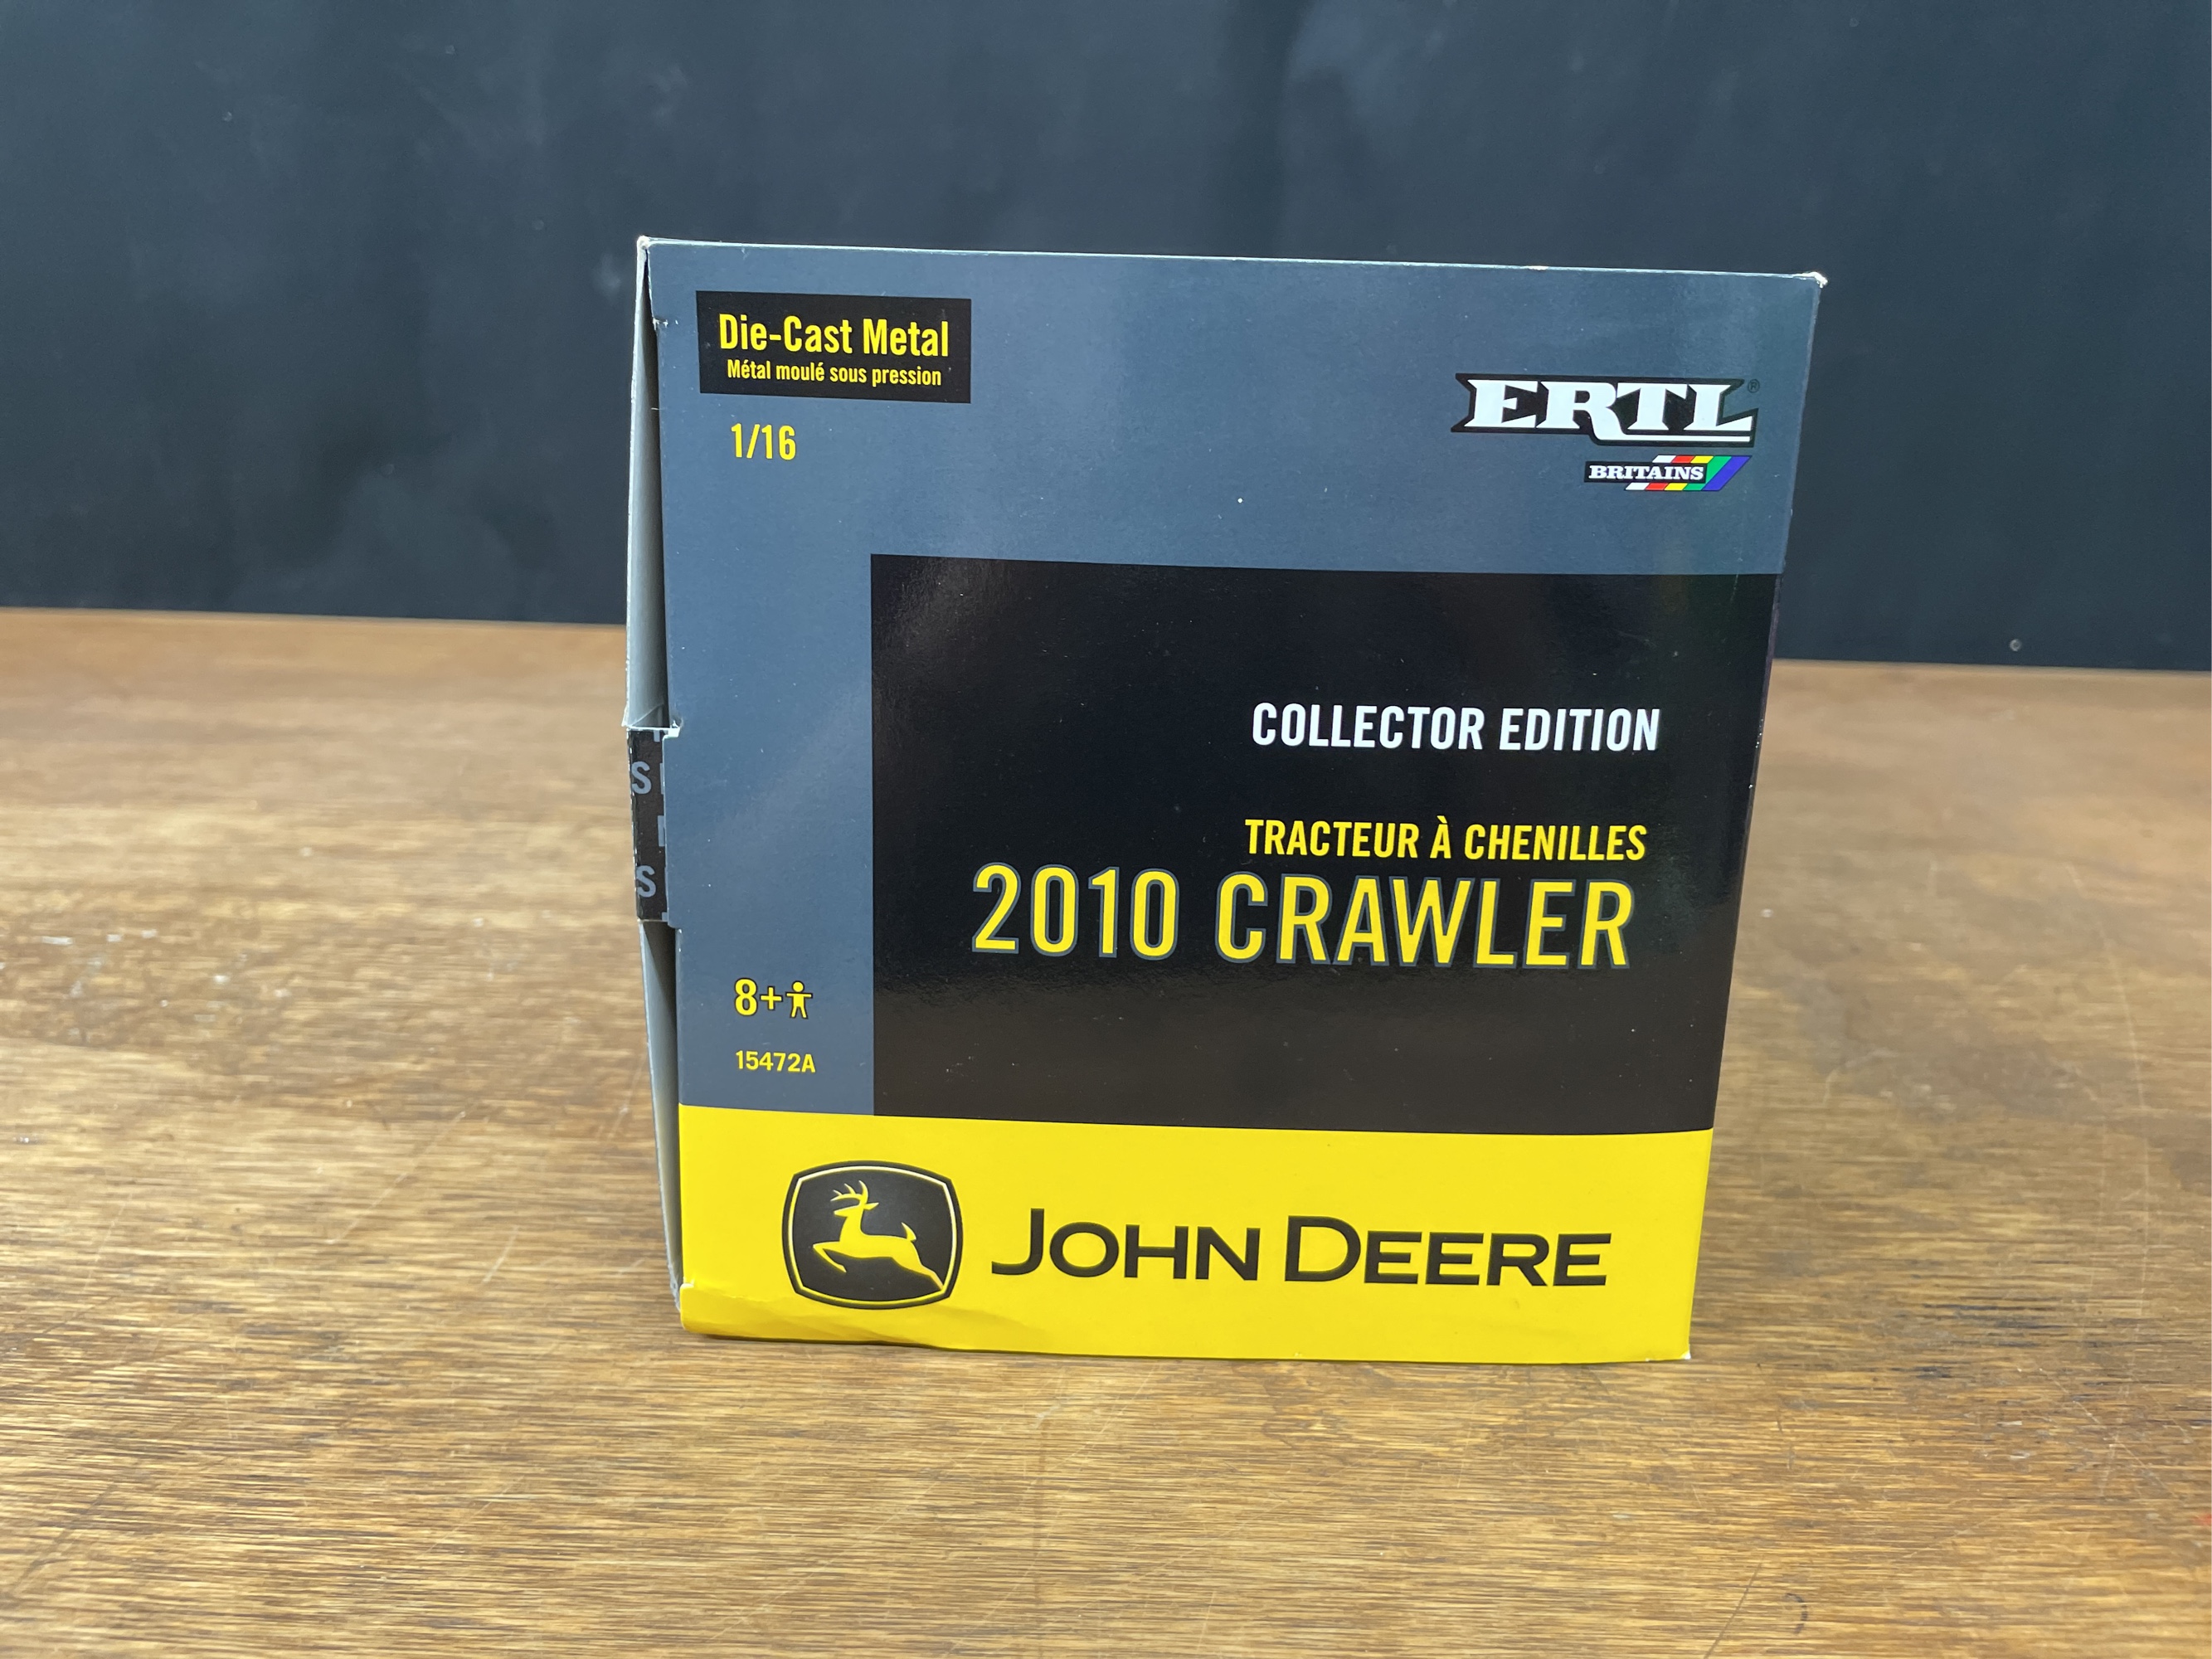 Die-Cast Metal
Métal moulé sous pression
1/16
ERTL®
BRITAINS
COLLECTOR EDITION
TRACTEUR À CHENILLES
2010 CRAWLER
8+
15472A
JOHN DEERE